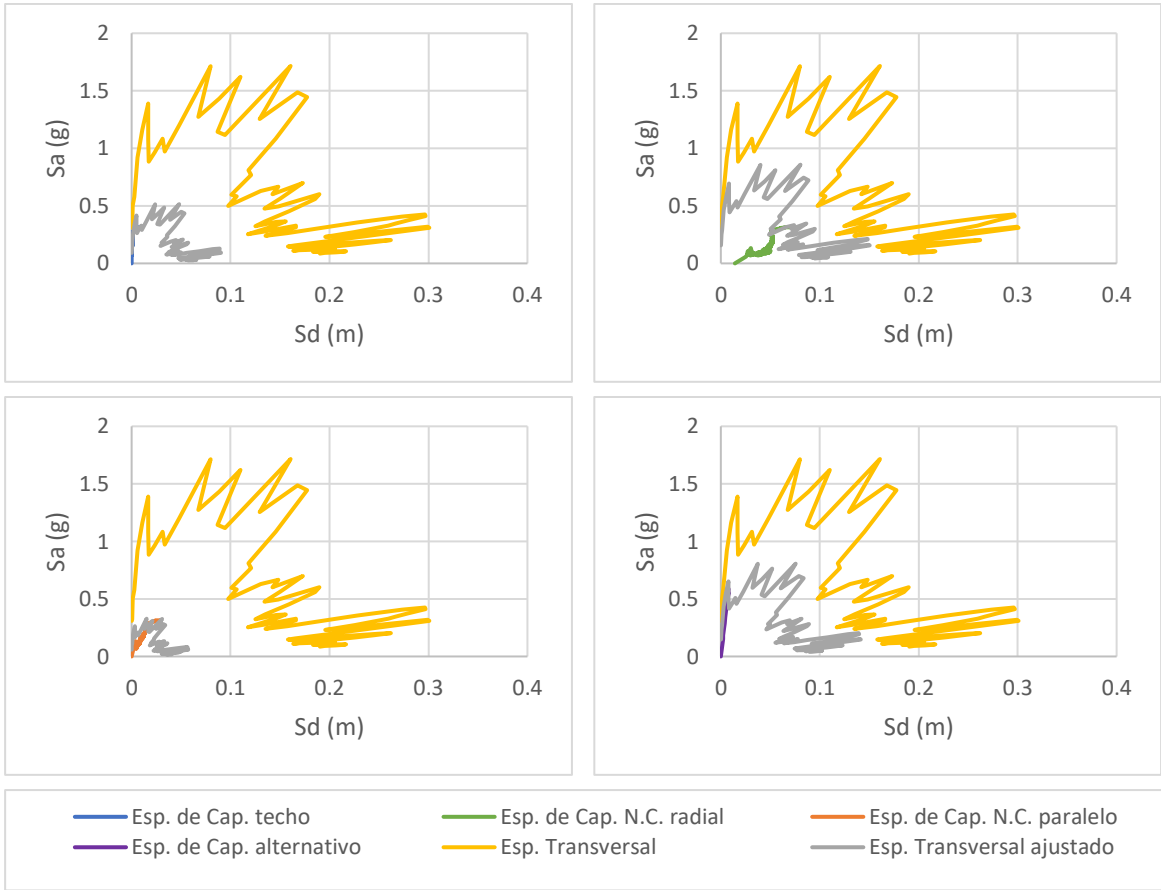 2
1.5
1
0.5
0
0 0.1 0.2 0.3 0.4
Sa (g)
Sd (m)
2
1.5
1
0.5
0
0 0.1 0.2 0.3 0.4
Sa (g)
Sd (m)
2
1.5
1
0.5
0
0 0.1 0.2 0.3 0.4
Sa (g)
Sd (m)
2
1.5
1
0.5
0
0 0.1 0.2 0.3 0.4
Sa (g)
Sd (m)
Esp. de Cap. techo Esp. de Cap. N.C. radial Esp. de Cap. N.C. paralelo
Esp. de Cap. alternativo Esp. Transversal Esp. Transversal ajustado